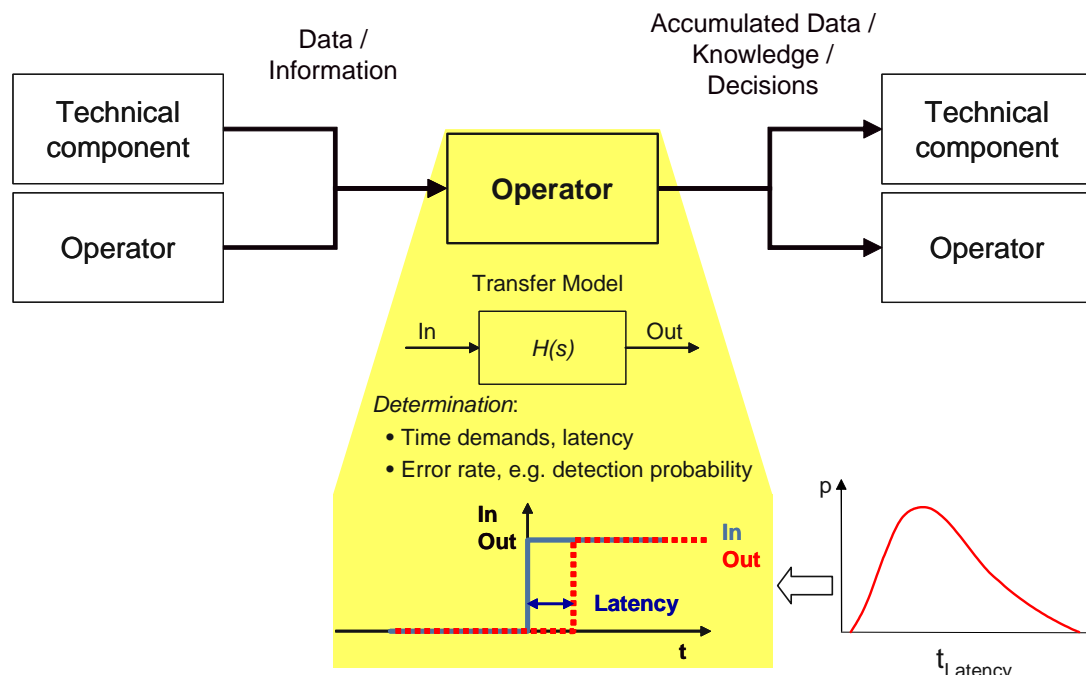 Data /
Information
Accumulated Data /
Knowledge /
Decisions
Technical
component
Operator
Operator
Technical
component
Operator
Transfer Model
In
H(s)
Out
Determination:
• Time demands, latency
• Error rate, e.g. detection probability
In
Out
In
Out
Latency
t
p
tLatency